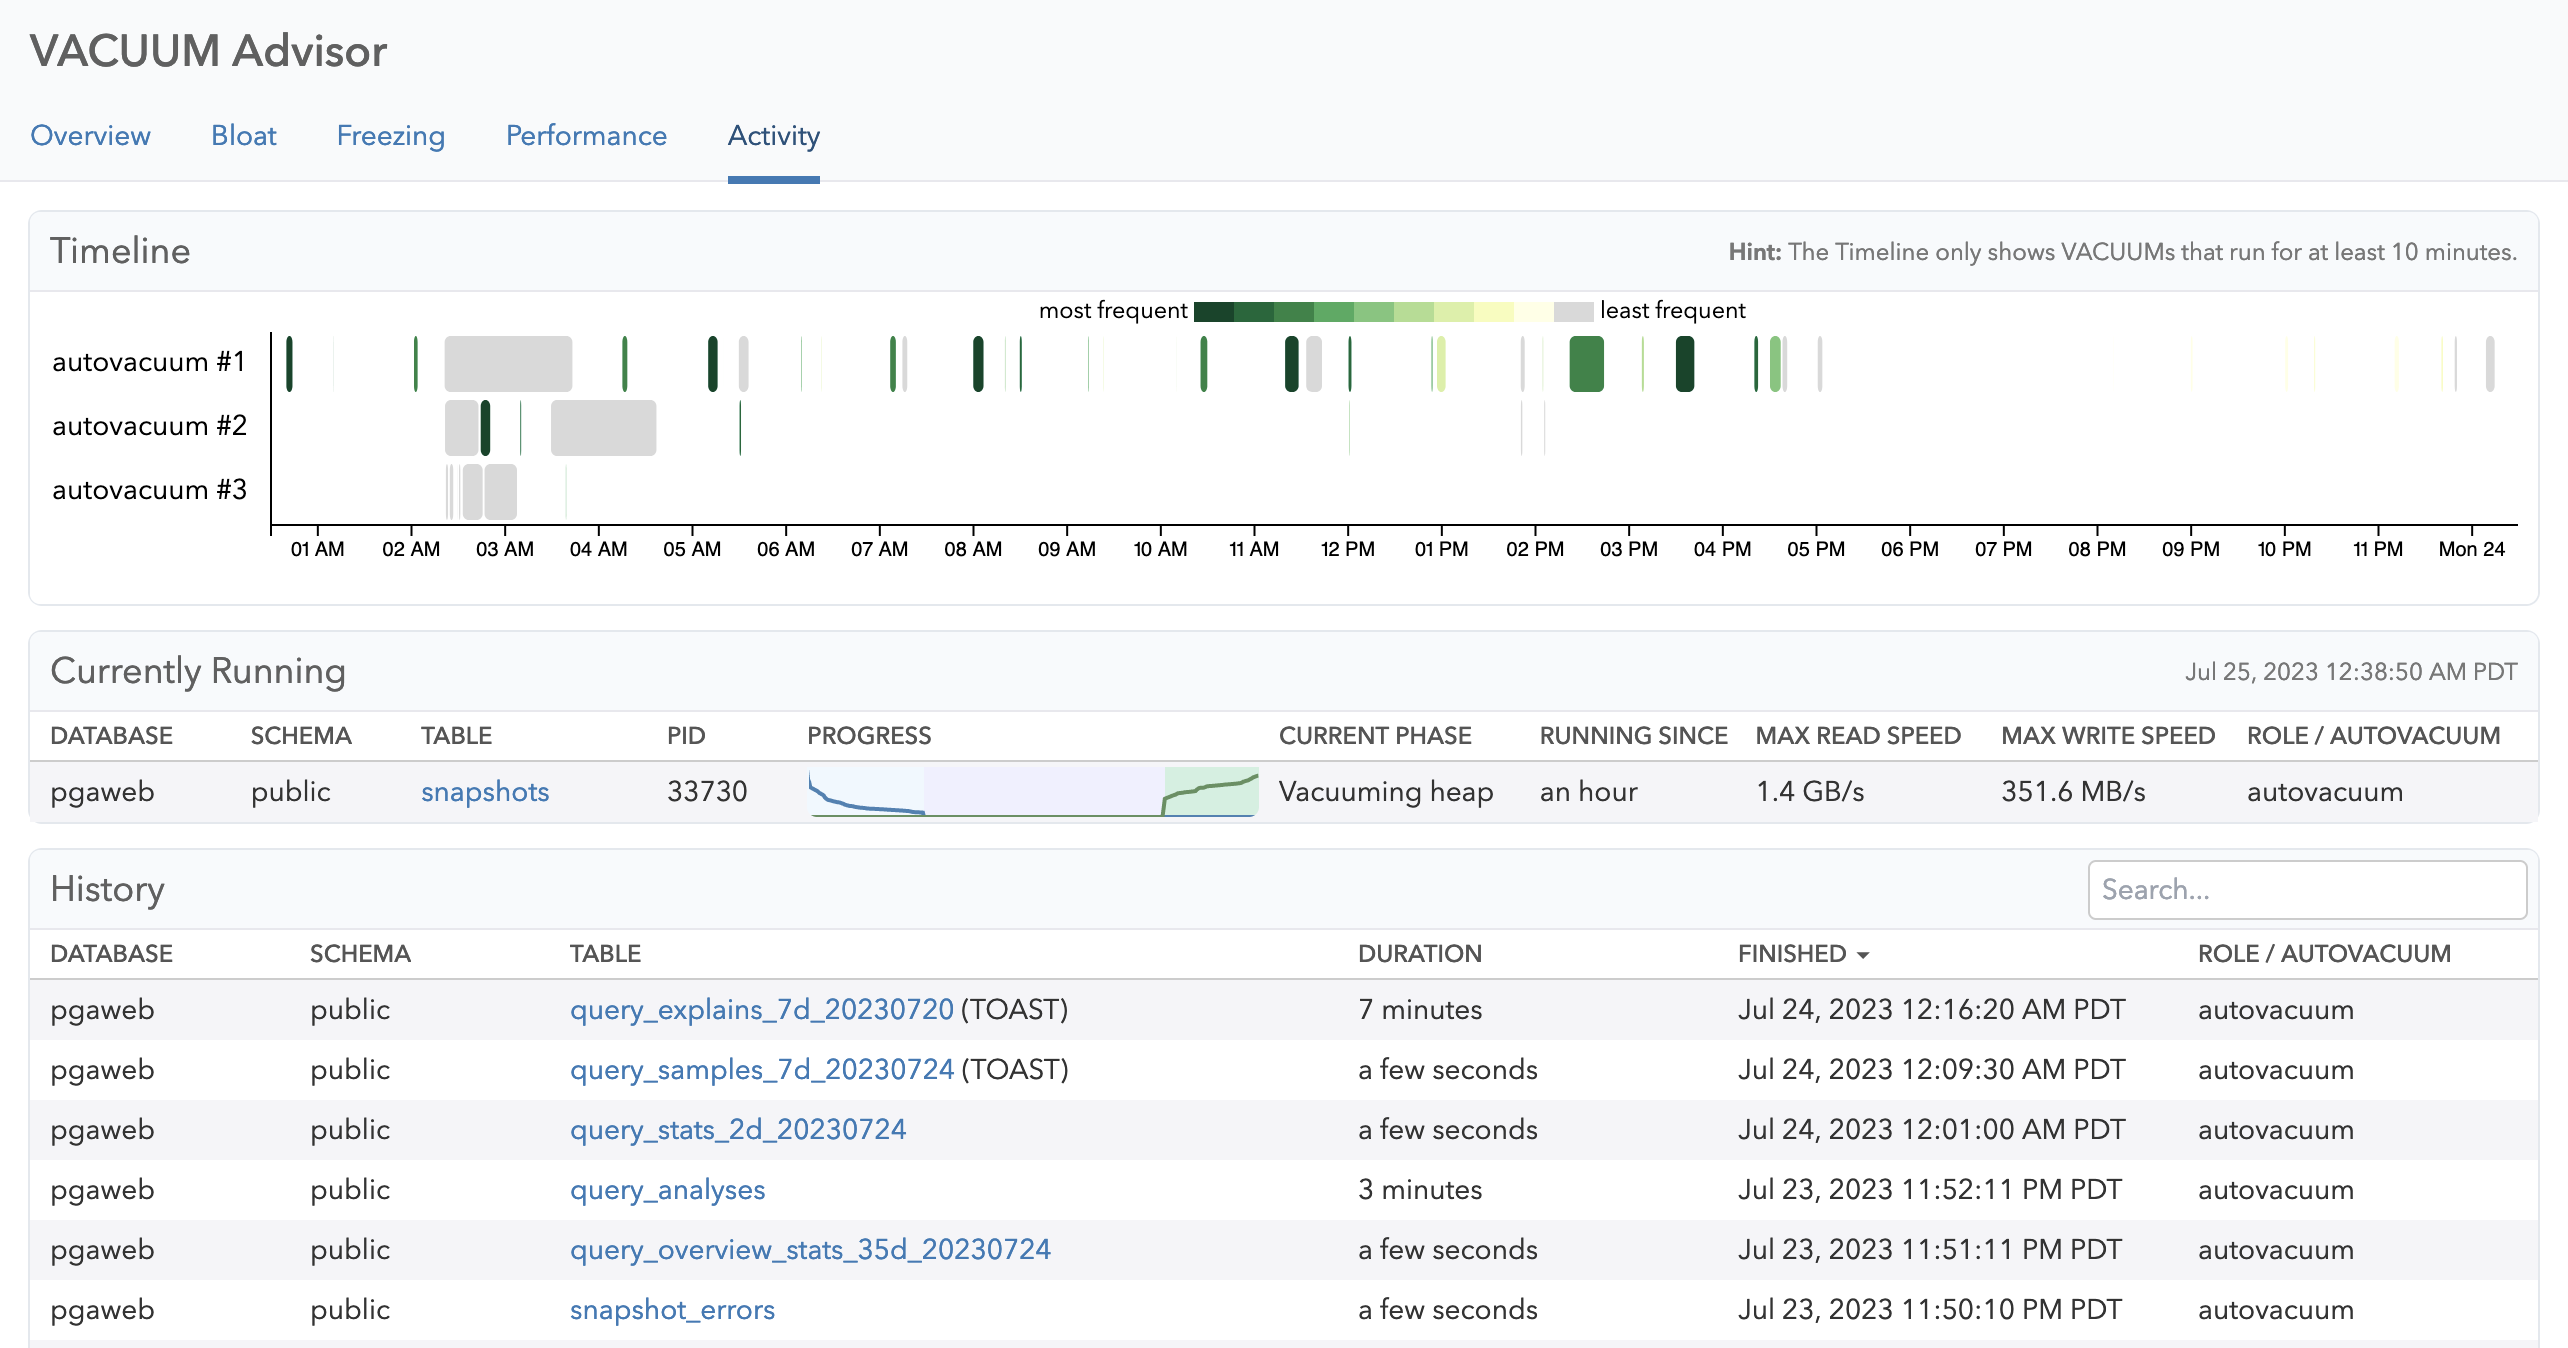 VACUUM Advisor
Overview Bloat Freezing Performance Activity
Timeline Hint: The Timeline only shows VACUUMs that run for at least 10 minutes.
most frequent least frequent
autovacuum #1
autovacuum #2
autovacuum #3
01 AM 02 AM 03 AM 04 AM 05 AM 06 AM 07 AM 08 AM 09 AM 10 AM 11 AM 12 PM 01 PM 02 PM 03 PM 04 PM 05 PM 06 PM 07 PM 08 PM 09 PM 10 PM 11 PM Mon 24
Currently Running Jul 25, 2023 12:38:50 AM PDT
DATABASE SCHEMA TABLE PID PROGRESS CURRENT PHASE RUNNING SINCE MAX READ SPEED MAX WRITE SPEED ROLE / AUTOVACUUM
pgaweb public snapshots 33730 Vacuuming heap an hour 1.4 GB/s 351.6 MB/s autovacuum
History Search...
DATABASE SCHEMA TABLE DURATION FINISHED ROLE / AUTOVACUUM
pgaweb public query_explains_7d_20230720 (TOAST) 7 minutes Jul 24, 2023 12:16:20 AM PDT autovacuum
pgaweb public query_samples_7d_20230724 (TOAST) a few seconds Jul 24, 2023 12:09:30 AM PDT autovacuum
pgaweb public query_stats_2d_20230724 a few seconds Jul 24, 2023 12:01:00 AM PDT autovacuum
pgaweb public query_analyses 3 minutes Jul 23, 2023 11:52:11 PM PDT autovacuum
pgaweb public query_overview_stats_35d_20230724 a few seconds Jul 23, 2023 11:51:11 PM PDT autovacuum
pgaweb public snapshot_errors a few seconds Jul 23, 2023 11:50:10 PM PDT autovacuum